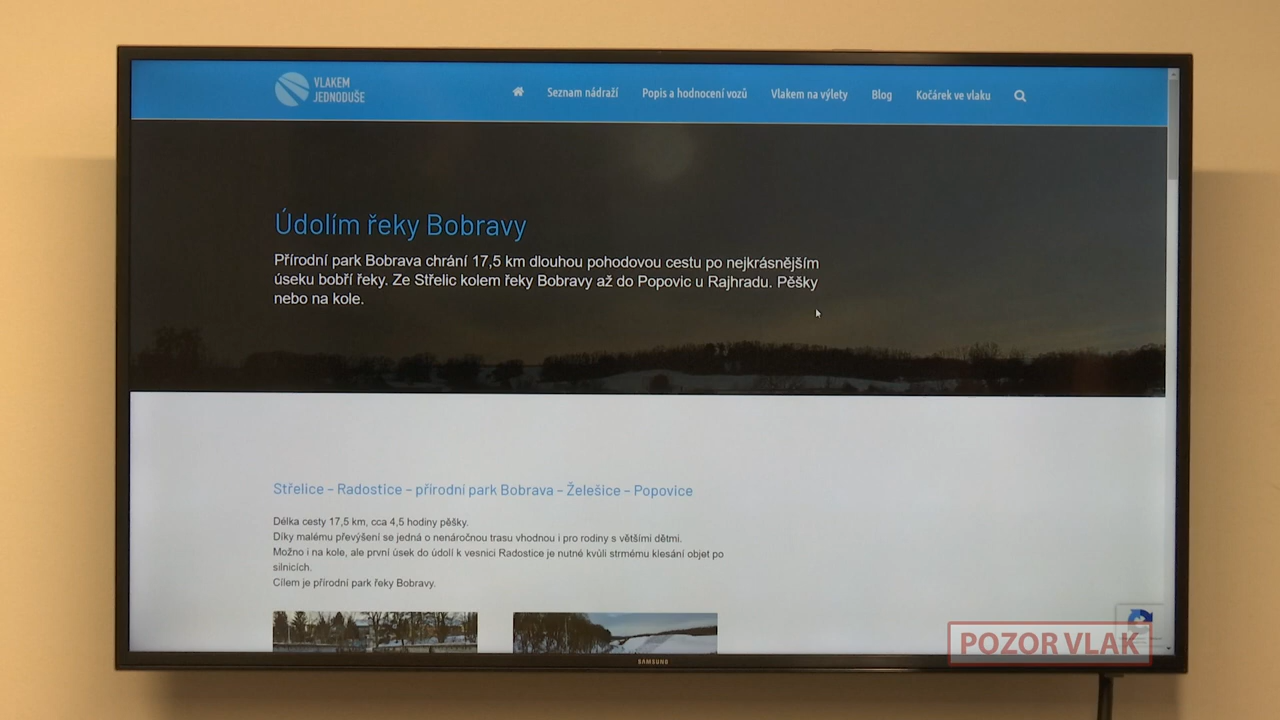 VLAKEM
JEDNODUŠE
Seznam nádraží Popis a hodnocení vozů Vlakem na výlety Blog Kočárek ve vlaku
Údolím řeky Bobravy
Přírodní park Bobrava chrání 17,5 km dlouhou pohodovou cestu po nejkrásnějším
úseku bobří řeky. Ze Střelic kolem řeky Bobravy až do Popovic u Rajhradu. Pěšky
nebo na kole.
Střelice – Radostice – přírodní park Bobrava – Želešice – Popovice
Délka cesty 17,5 km, cca 4,5 hodiny pěšky.
Díky malému převýšení se jedná o nenáročnou trasu vhodnou i pro rodiny s většími dětmi.
Možno i na kole, ale první úsek do údolí k vesnici Radostice je nutné kvůli strmému klesání objet po
silnicích.
Cílem je přírodní park řeky Bobravy.
POZOR VLAK
SAMSUNG